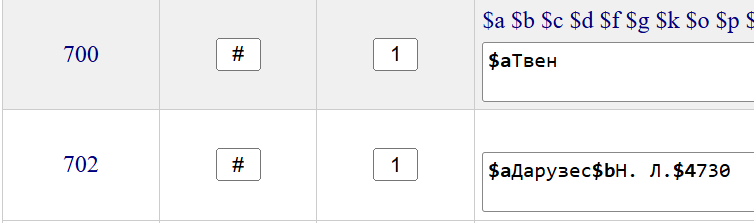 $a $b $c $d $f $g $k $o $p $
700 # 1 $aТвен
702 # 1 $aДарузес$bН. Л.$4730